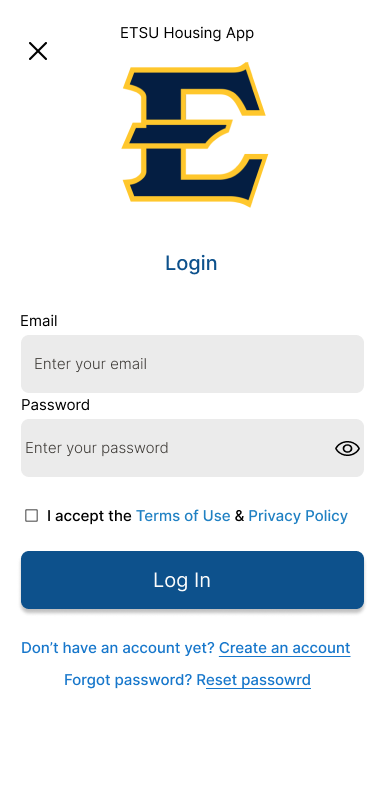 ETSU Housing App
E
Login
Email
Enter your email
Password
Enter your password
I accept the Terms of Use & Privacy Policy
Log In
Don’t have an account yet? Create an account
Forgot password? Reset passowrd